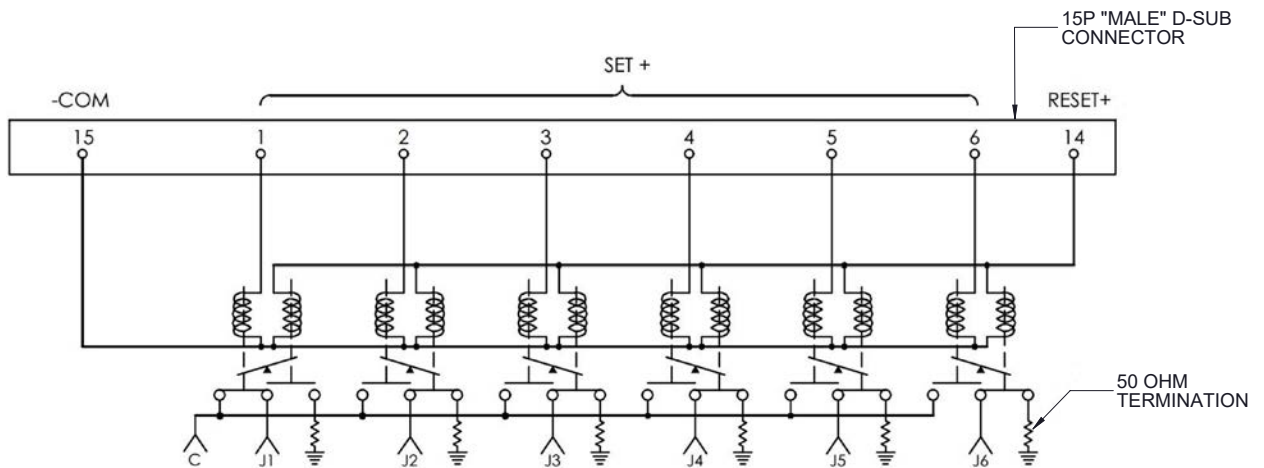 15P "MALE" D-SUB
CONNECTOR
SET +
-COM
RESET+
15 1 2 3 4 5 6 14
50 OHM
TERMINATION
C J1 J2 J3 J4 J5 J6